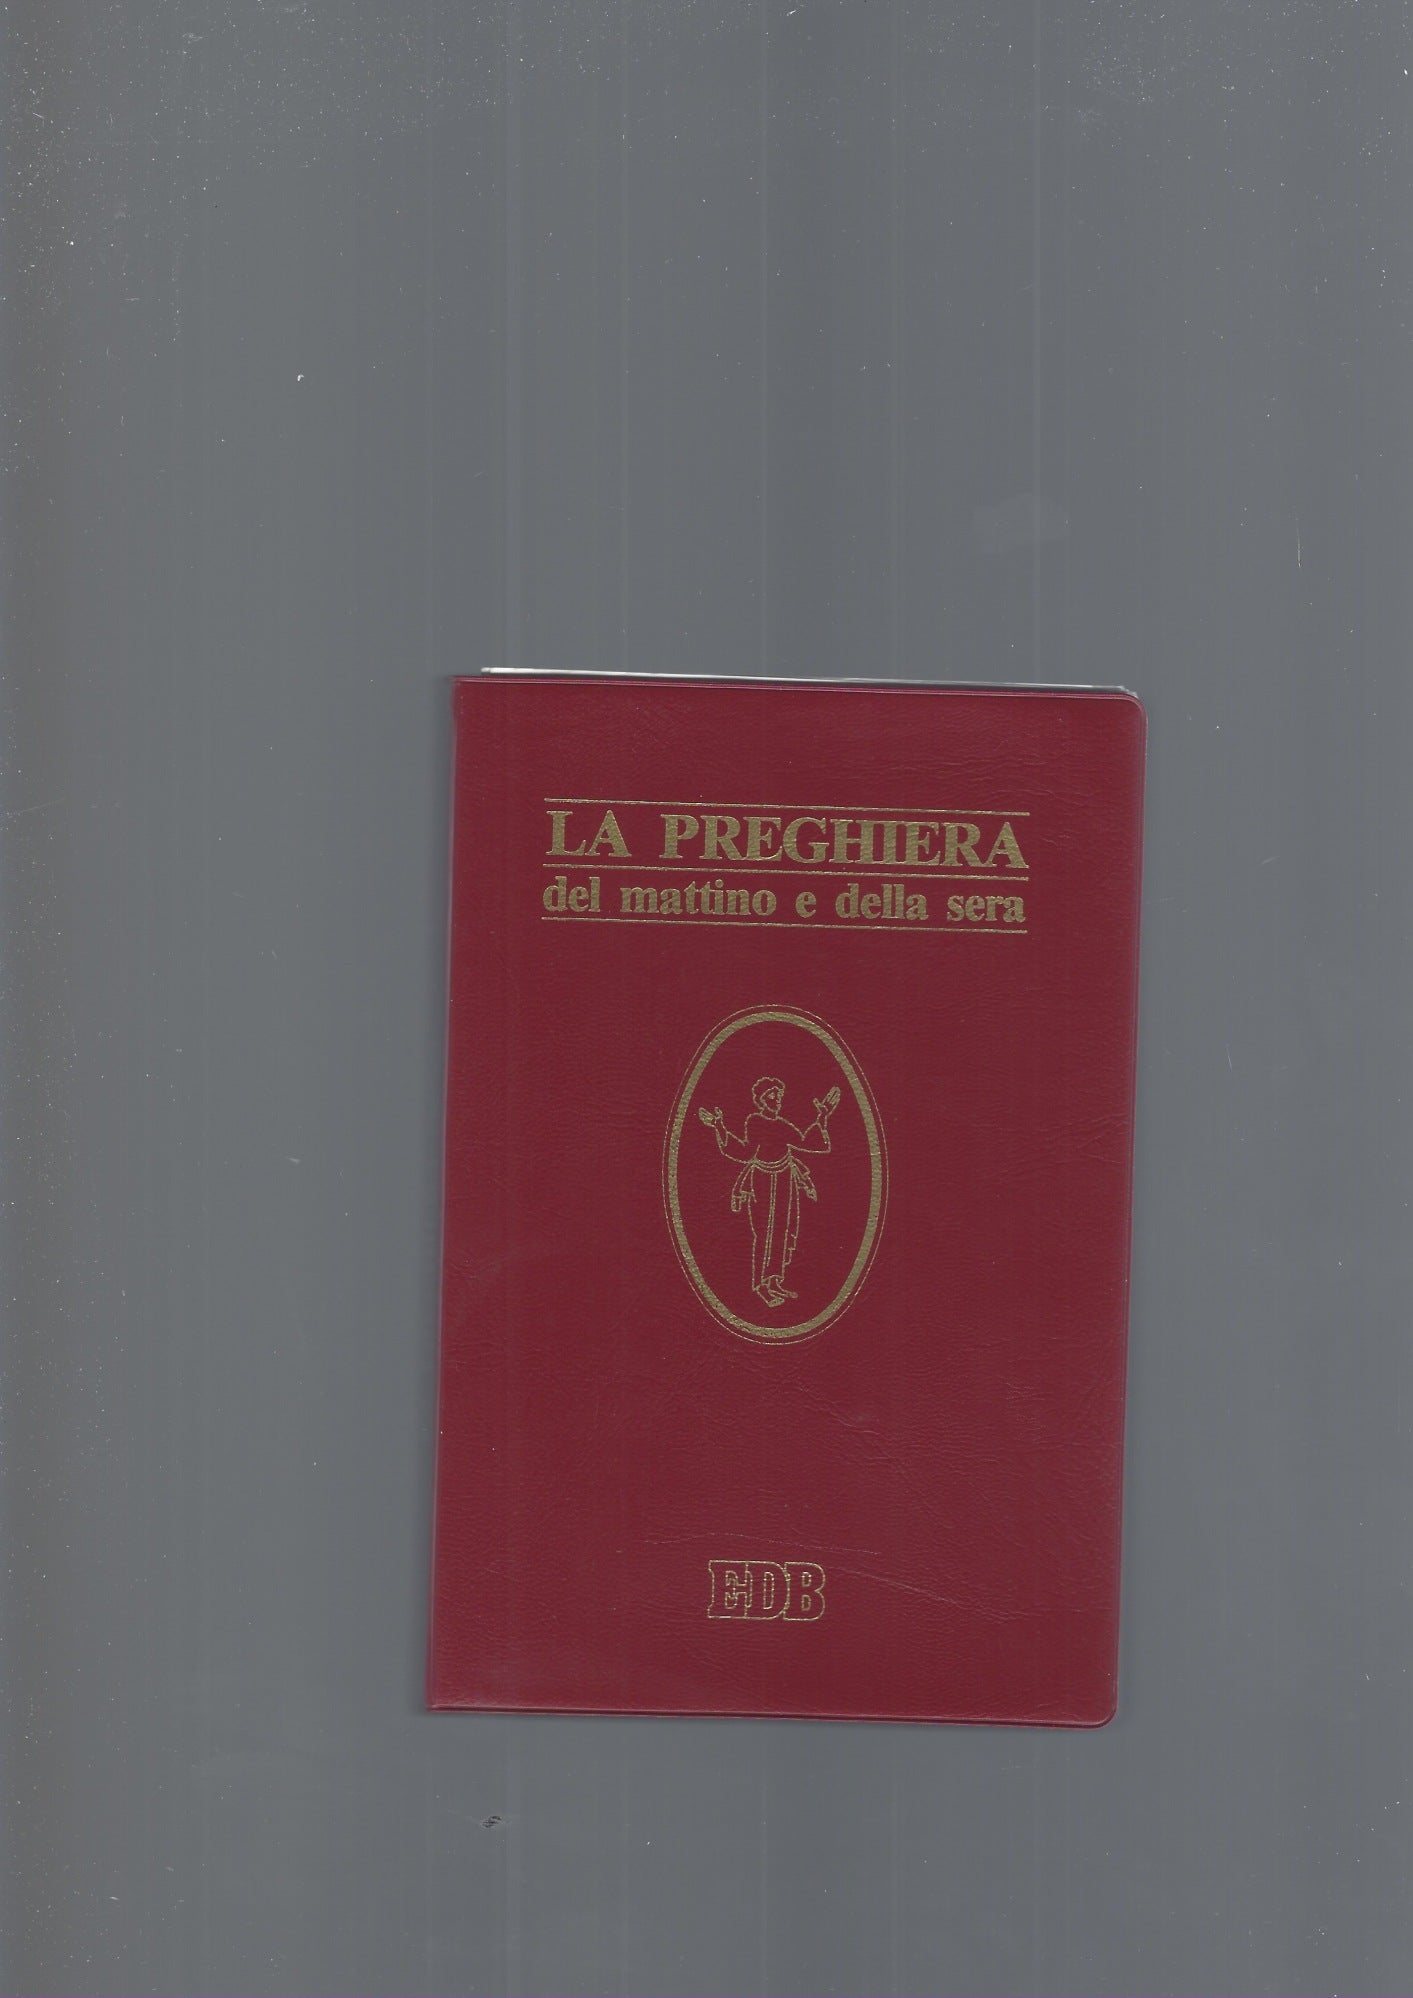 LA PREGHIERA
del mattino e della sera
EDB